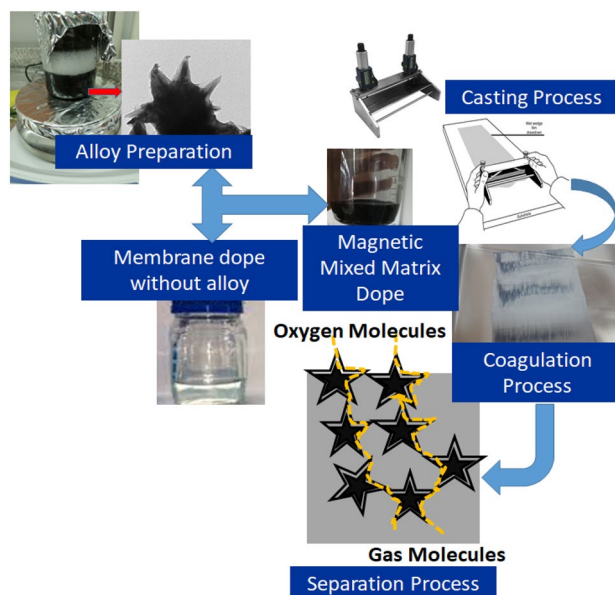 Casting Process
Alloy Preparation
Membrane dope
without alloy
Magnetic
Mixed Matrix
Dope
Oxygen Molecules
Coagulation
Process
Gas Molecules
Separation Process